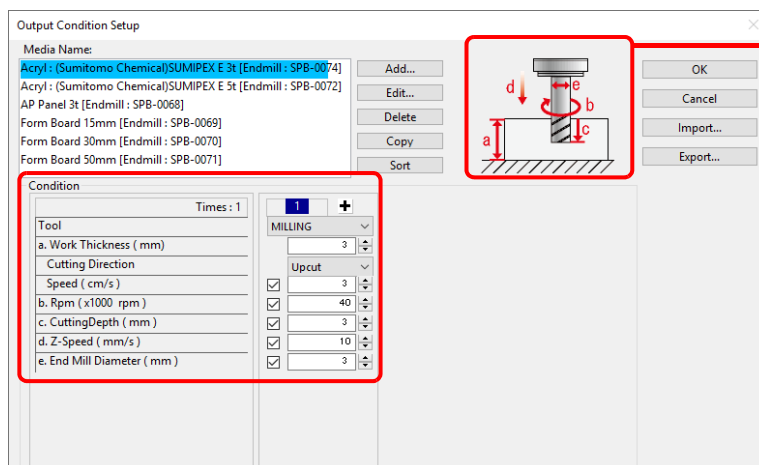 Output Condition Setup
Media Name:
Acryl : (Sumitomo Chemical)SUMIPEX E 3t [Endmill : SPB-0074]
Acryl : (Sumitomo Chemical)SUMIPEX E 5t [Endmill : SPB-0072]
AP Panel 3t [Endmill : SPB-0068]
Form Board 15mm [Endmill : SPB-0069]
Form Board 30mm [Endmill : SPB-0070]
Form Board 50mm [Endmill : SPB-0071]
Add...
Edit...
Delete
Copy
Sort
d
e
b
a
c
OK
Cancel
Import...
Export...
Condition
Times : 1
1
+
Tool
MILLING
a. Work Thickness ( mm)
3
Cutting Direction
Upcut
Speed ( cm/s )
3
b. Rpm ( x1000 rpm )
40
c. CuttingDepth ( mm )
3
d. Z-Speed ( mm/s )
10
e. End Mill Diameter ( mm )
3